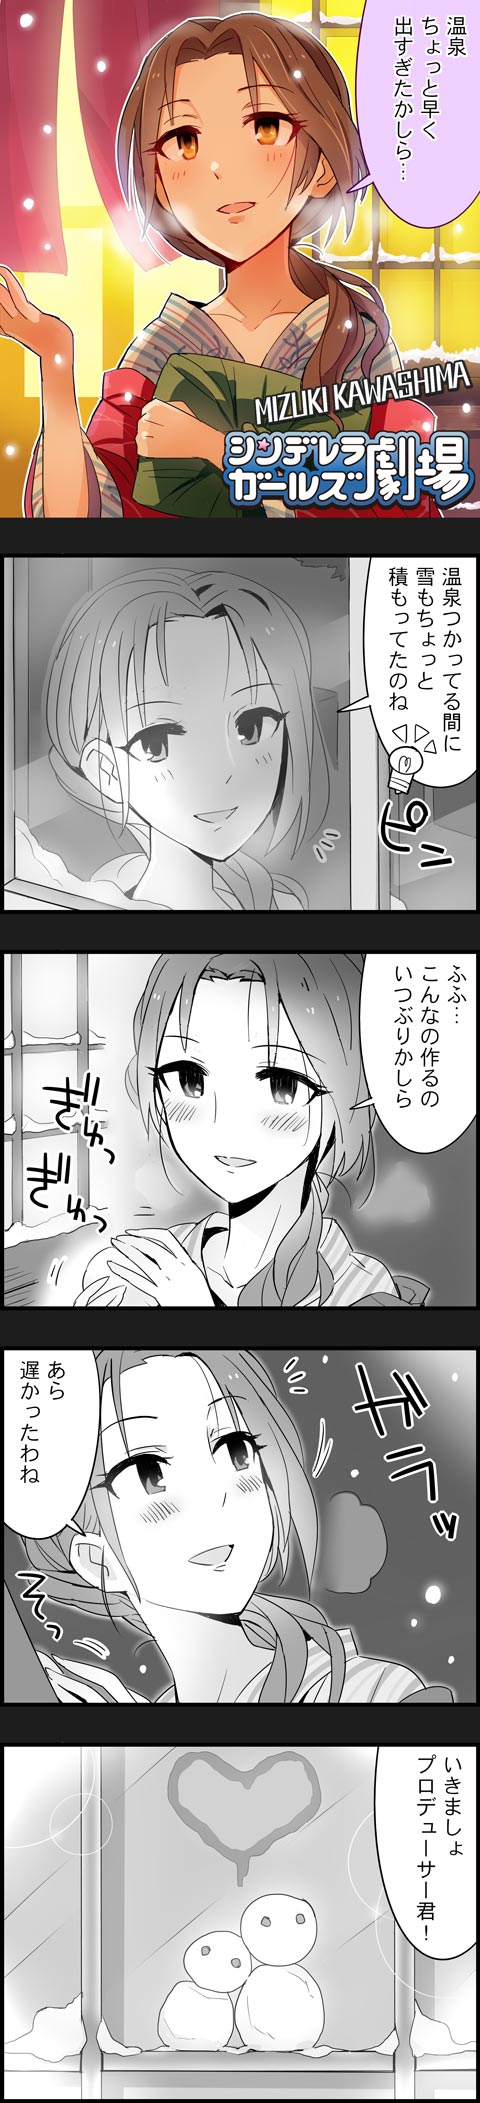 温泉
ちょっと早く
出すぎたかしら…
MIZUKI KAWASHIMA
シンデレラ
ガールズ劇場
温泉つかってる間に
雪もちょっと
積もってたのね
ピン
ふふ…
こんなの作るの
いつぶりかしら
ぎゅっ
ぎゅっ
チラッ
あら
遅かったわね
そっ
いきましょ
プロデューサー君！